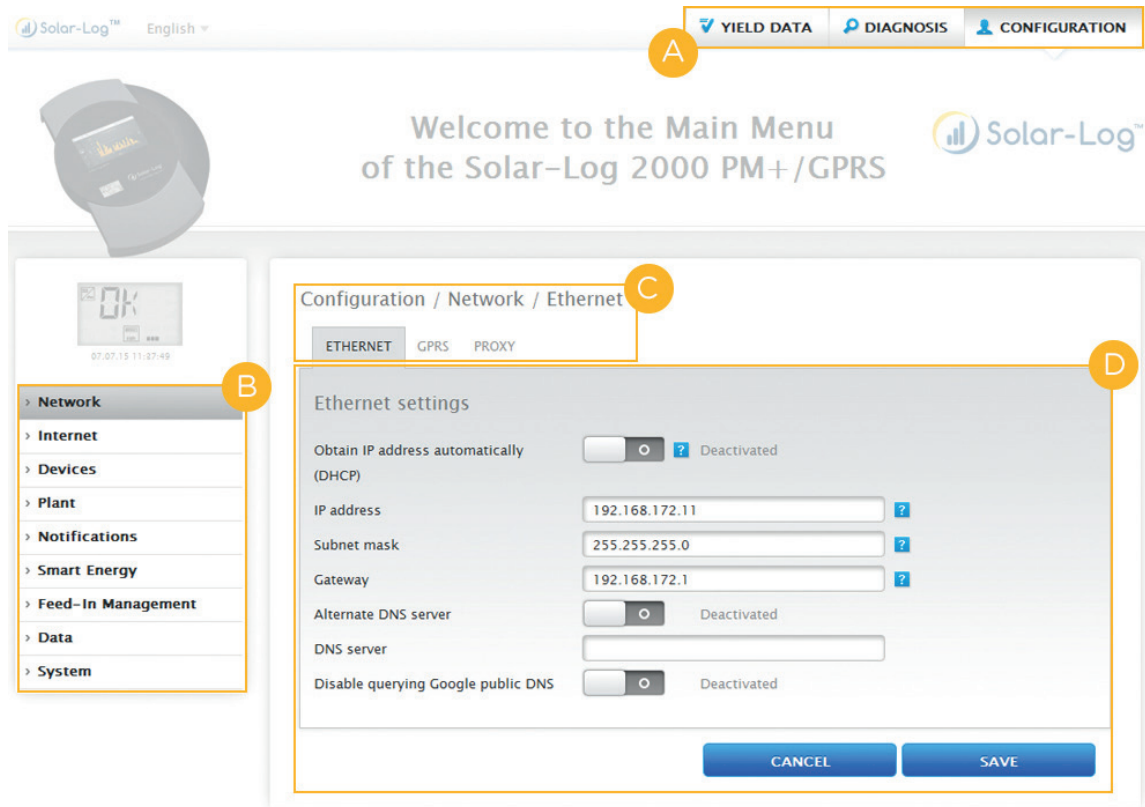 Solar-Log™ English
YIELD DATA DIAGNOSIS CONFIGURATION
A
Welcome to the Main Menu
of the Solar-Log 2000 PM+/GPRS
Solar-Log™
OK
07.07.15 11:27:49
B
Network
Internet
Devices
Plant
Notifications
Smart Energy
Feed-In Management
Data
System
C
Configuration / Network / Ethernet
ETHERNET GPRS PROXY
D
Ethernet settings
Obtain IP address automatically ? Deactivated
(DHCP)
IP address 192.168.172.11 ?
Subnet mask 255.255.255.0 ?
Gateway 192.168.172.1 ?
Alternate DNS server Deactivated
DNS server
Disable querying Google public DNS Deactivated
CANCEL SAVE